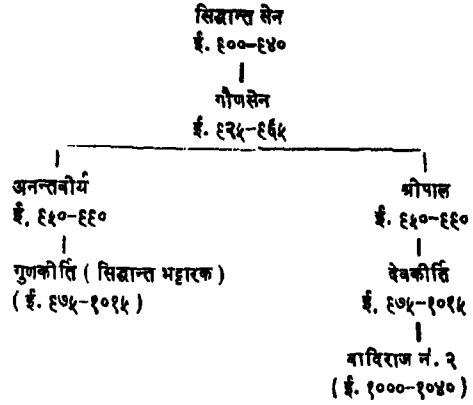 सिद्धान्त सेन
ई. ९००-९४०
गौणसेन
ई. ९२५-९६५
अनन्तवीर्य
ई. ९५०-९९०
श्रीपाल
ई. ९५०-९९०
गुणकीर्ति ( सिद्धान्त भट्टारक )
( ई. ९७५-१०१५ )
देवकीर्ति
ई. ९७५-१०१५
वादिराज नं. २
( ई. १०००-१०४० )